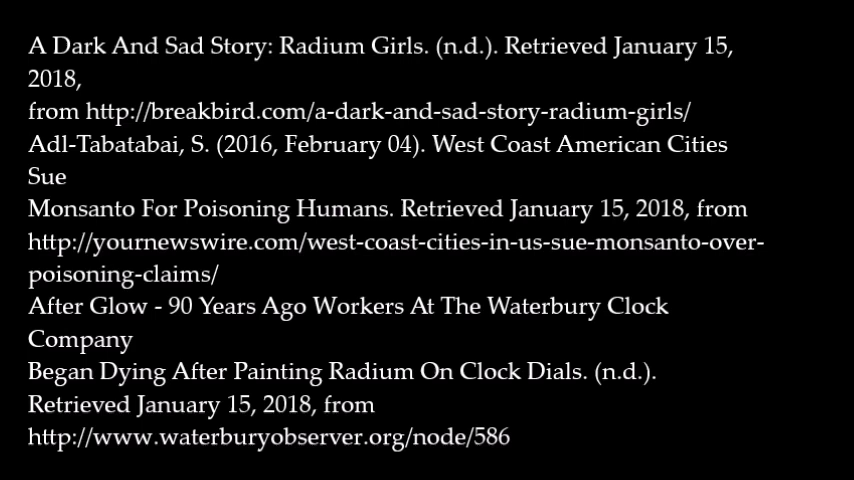 A Dark And Sad Story: Radium Girls. (n.d.). Retrieved January 15,
2018,
from http://breakbird.com/a-dark-and-sad-story-radium-girls/
Adl-Tabatabai, S. (2016, February 04). West Coast American Cities
Sue
Monsanto For Poisoning Humans. Retrieved January 15, 2018, from
http://yournewswire.com/west-coast-cities-in-us-sue-monsanto-over-
poisoning-claims/
After Glow - 90 Years Ago Workers At The Waterbury Clock
Company
Began Dying After Painting Radium On Clock Dials. (n.d.).
Retrieved January 15, 2018, from
http://www.waterburyobserver.org/node/586